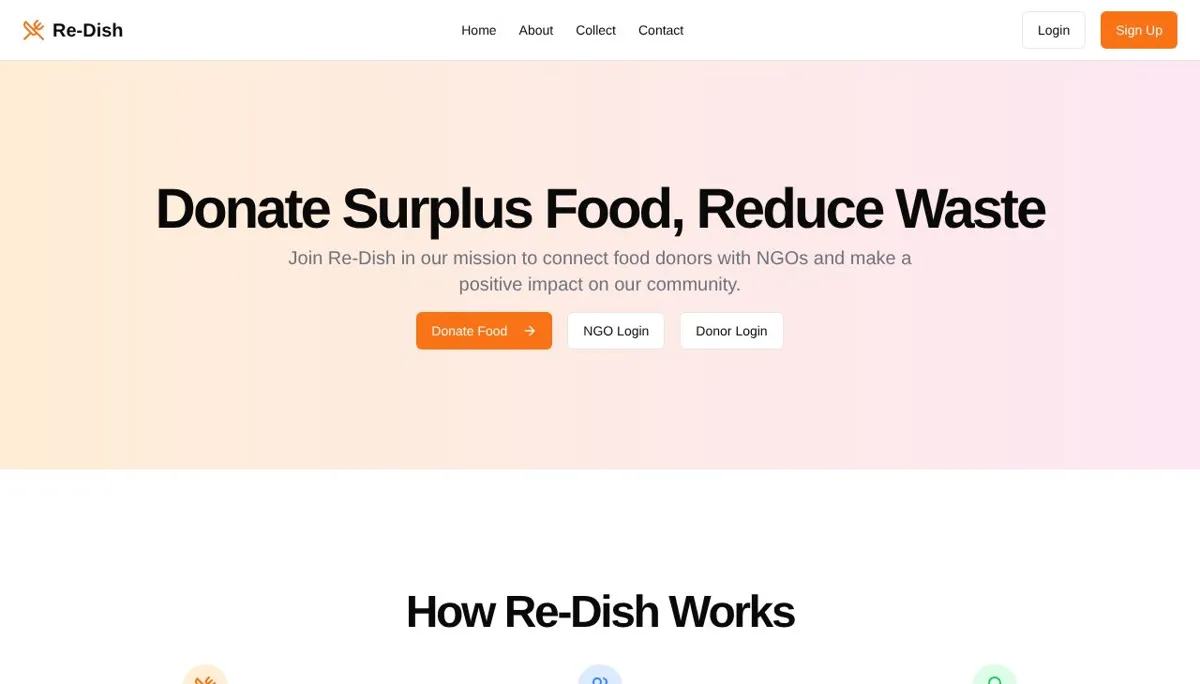 Re-Dish
Home
About
Collect
Contact
Login
Sign Up
Donate Surplus Food, Reduce Waste
Join Re-Dish in our mission to connect food donors with NGOs and make a
positive impact on our community.
Donate Food
NGO Login
Donor Login
How Re-Dish Works